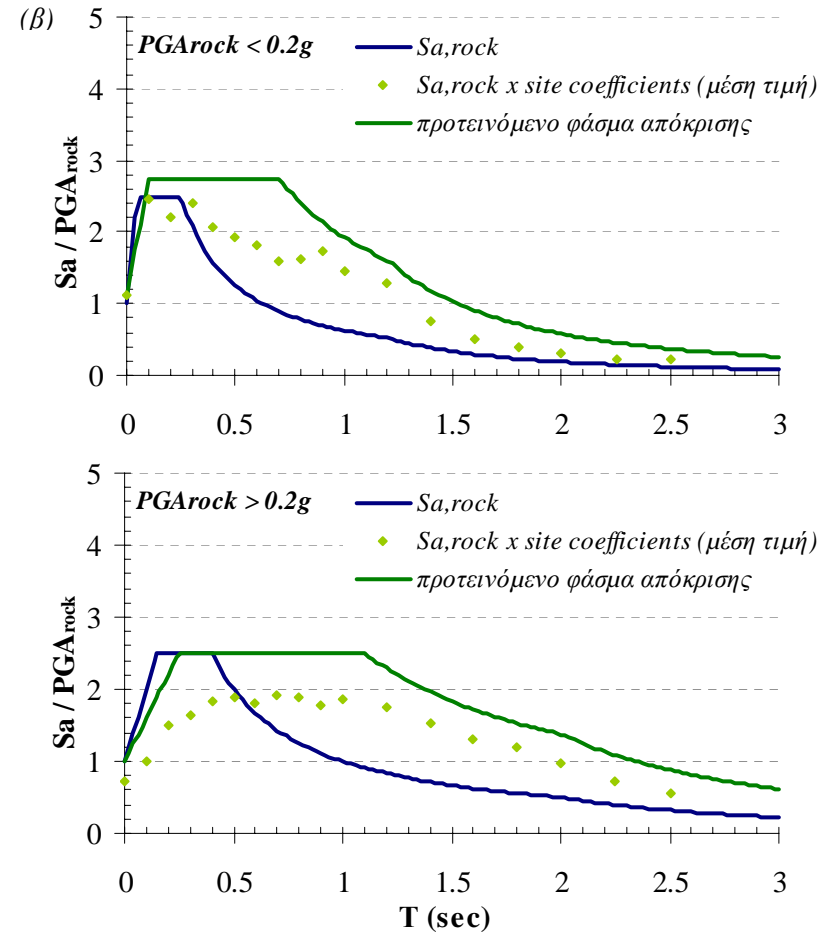 (β)
PGArock < 0.2g
Sa,rock
Sa,rock x site coefficients (μέση τιμή)
προτεινόμενο φάσμα απόκρισης
Sa / PGArock
5
4
3
2
1
0
0 0.5 1 1.5 2 2.5 3
PGArock > 0.2g
Sa,rock
Sa,rock x site coefficients (μέση τιμή)
προτεινόμενο φάσμα απόκρισης
Sa / PGArock
5
4
3
2
1
0
0 0.5 1 1.5 2 2.5 3
T (sec)